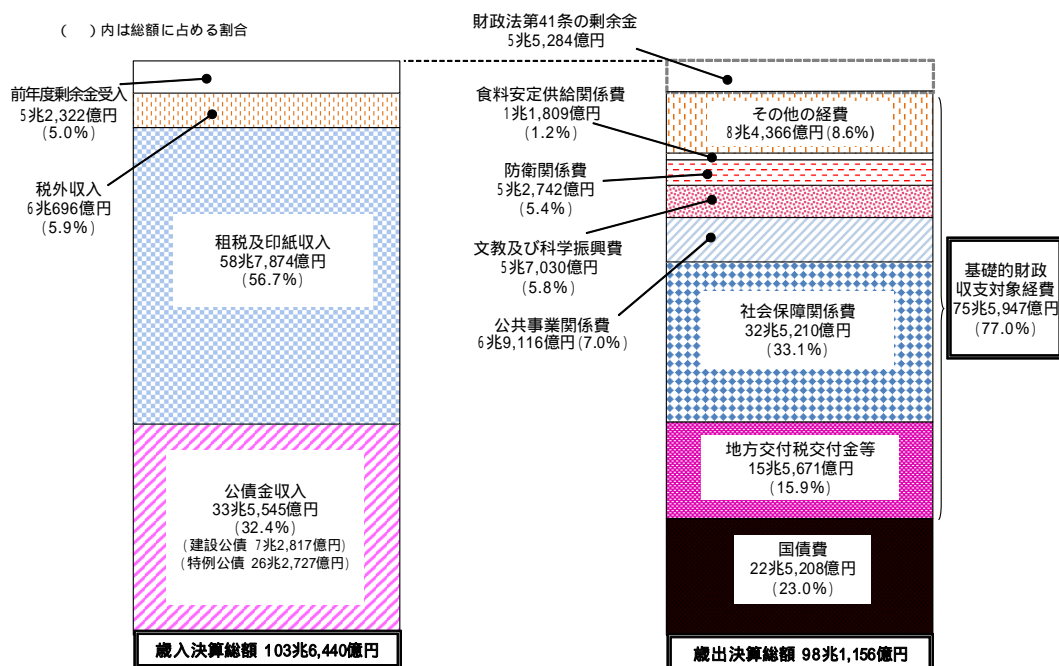 ( )内は総額に占める割合
前年度剰余金受入
5兆2,322億円
(5.0%)
税外収入
6兆696億円
(5.9%)
租税及印紙収入
58兆7,874億円
(56.7%)
公債金収入
33兆5,545億円
(32.4%)
(建設公債 7兆2,817億円)
(特例公債 26兆2,727億円)
歳入決算総額 103兆6,440億円
財政法第41条の剰余金
5兆5,284億円
食料安定供給関係費
1兆1,809億円
(1.2%)
防衛関係費
5兆2,742億円
(5.4%)
文教及び科学振興費
5兆7,030億円
(5.8%)
公共事業関係費
6兆9,116億円(7.0%)
その他の経費
8兆4,366億円(8.6%)
社会保障関係費
32兆5,210億円
(33.1%)
地方交付税交付金等
15兆5,671億円
(15.9%)
国債費
22兆5,208億円
(23.0%)
歳出決算総額 98兆1,156億円
基礎的財政
収支対象経費
75兆5,947億円
(77.0%)